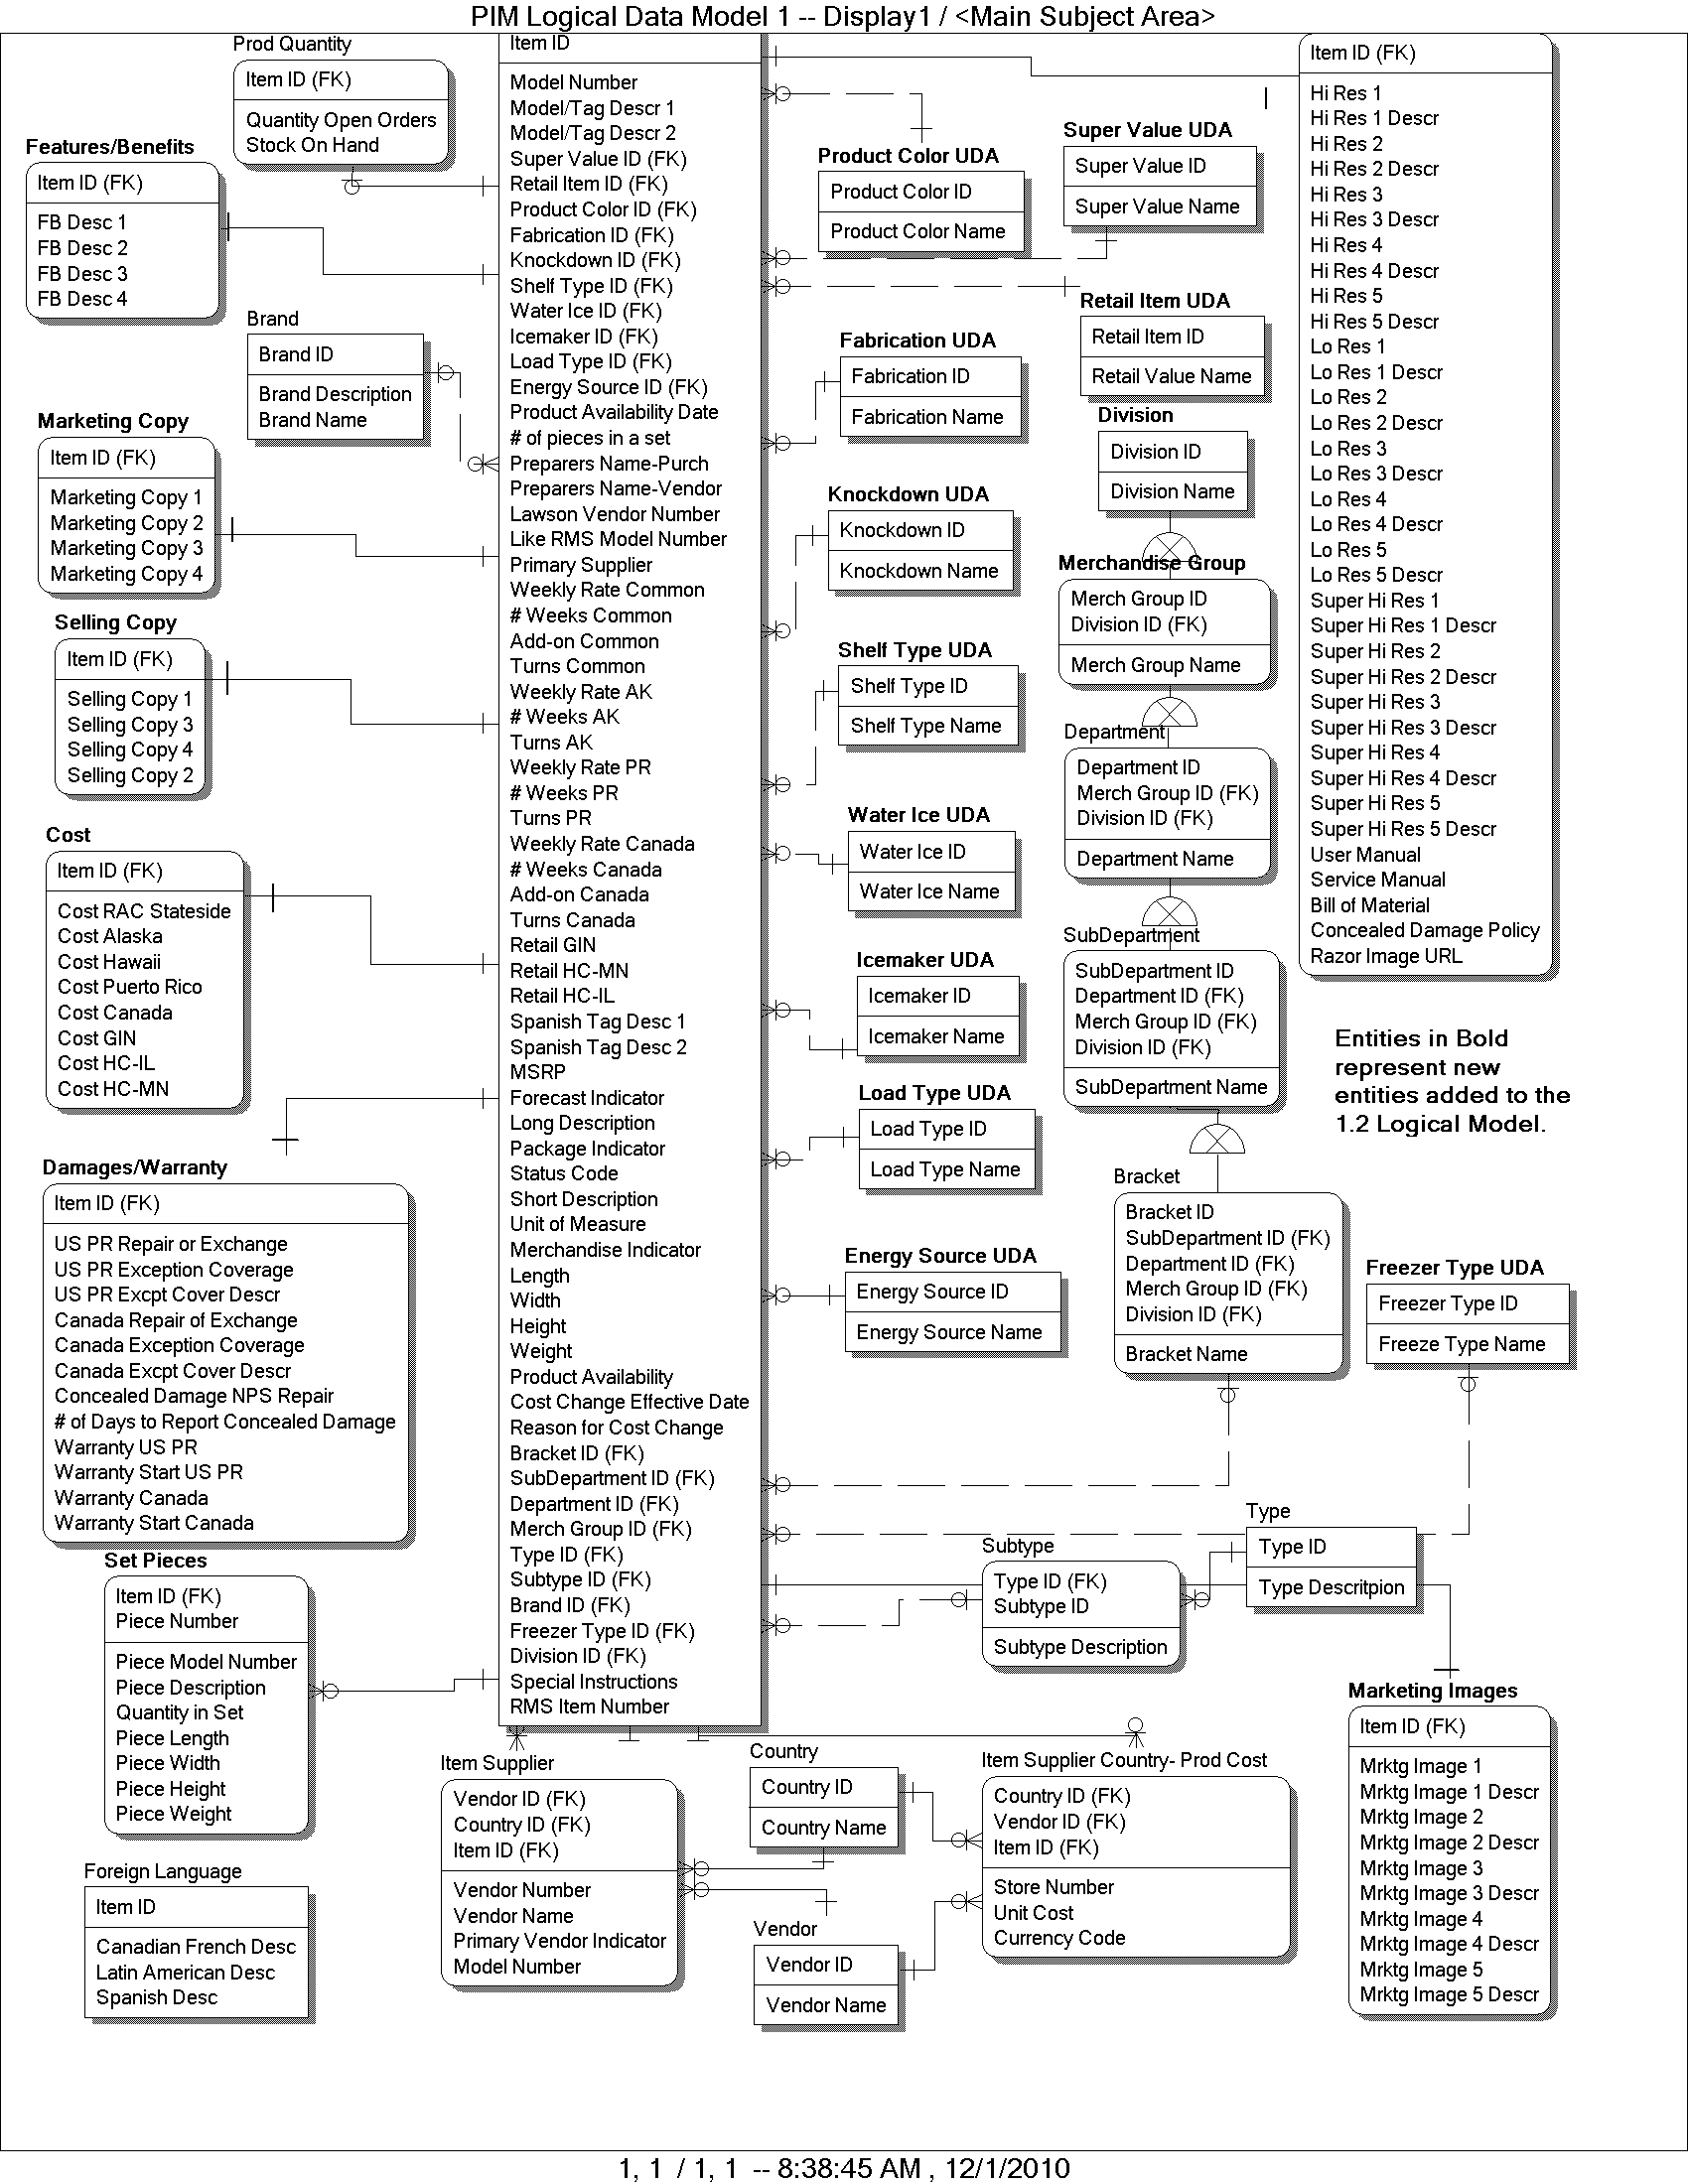 PIM Logical Data Model 1 -- Display1 / <Main Subject Area>
Prod Quantity
Item ID (FK)
Quantity Open Orders
Stock On Hand
Features/Benefits
Item ID (FK)
FB Desc 1
FB Desc 2
FB Desc 3
FB Desc 4
Brand
Brand ID
Brand Description
Brand Name
Marketing Copy
Item ID (FK)
Marketing Copy 1
Marketing Copy 2
Marketing Copy 3
Marketing Copy 4
Selling Copy
Item ID (FK)
Selling Copy 1
Selling Copy 3
Selling Copy 4
Selling Copy 2
Cost
Item ID (FK)
Cost RAC Stateside
Cost Alaska
Cost Hawaii
Cost Puerto Rico
Cost Canada
Cost GIN
Cost HC-IL
Cost HC-MN
Damages/Warranty
Item ID (FK)
US PR Repair or Exchange
US PR Exception Coverage
US PR Excpt Cover Descr
Canada Repair of Exchange
Canada Exception Coverage
Canada Excpt Cover Descr
Concealed Damage NPS Repair
# of Days to Report Concealed Damage
Warranty US PR
Warranty Start US PR
Warranty Canada
Warranty Start Canada
Set Pieces
Item ID (FK)
Piece Number
Piece Model Number
Piece Description
Quantity in Set
Piece Length
Piece Width
Piece Height
Piece Weight
Foreign Language
Item ID
Canadian French Desc
Latin American Desc
Spanish Desc
Item ID
Model Number
Model/Tag Descr 1
Model/Tag Descr 2
Super Value ID (FK)
Retail Item ID (FK)
Product Color ID (FK)
Fabrication ID (FK)
Knockdown ID (FK)
Shelf Type ID (FK)
Water Ice ID (FK)
Icemaker ID (FK)
Load Type ID (FK)
Energy Source ID (FK)
Product Availability Date
# of pieces in a set
Preparers Name-Purch
Preparers Name-Vendor
Lawson Vendor Number
Like RMS Model Number
Primary Supplier
Weekly Rate Common
# Weeks Common
Add-on Common
Turns Common
Weekly Rate AK
# Weeks AK
Turns AK
Weekly Rate PR
# Weeks PR
Turns PR
Weekly Rate Canada
# Weeks Canada
Add-on Canada
Turns Canada
Retail GIN
Retail HC-MN
Retail HC-IL
Spanish Tag Desc 1
Spanish Tag Desc 2
MSRP
Forecast Indicator
Long Description
Package Indicator
Status Code
Short Description
Unit of Measure
Merchandise Indicator
Length
Width
Height
Weight
Product Availability
Cost Change Effective Date
Reason for Cost Change
Bracket ID (FK)
SubDepartment ID (FK)
Department ID (FK)
Merch Group ID (FK)
Type ID (FK)
Subtype ID (FK)
Brand ID (FK)
Freezer Type ID (FK)
Division ID (FK)
Special Instructions
RMS Item Number
Item Supplier
Vendor ID (FK)
Country ID (FK)
Item ID (FK)
Vendor Number
Vendor Name
Primary Vendor Indicator
Model Number
Product Color UDA
Product Color ID
Product Color Name
Super Value UDA
Super Value ID
Super Value Name
Retail Item UDA
Retail Item ID
Retail Value Name
Fabrication UDA
Fabrication ID
Fabrication Name
Knockdown UDA
Knockdown ID
Knockdown Name
Shelf Type UDA
Shelf Type ID
Shelf Type Name
Water Ice UDA
Water Ice ID
Water Ice Name
Icemaker UDA
Icemaker ID
Icemaker Name
Load Type UDA
Load Type ID
Load Type Name
Energy Source UDA
Energy Source ID
Energy Source Name
Division
Division ID
Division Name
Merchandise Group
Merch Group ID
Division ID (FK)
Merch Group Name
Department
Department ID
Merch Group ID (FK)
Division ID (FK)
Department Name
SubDepartment
SubDepartment ID
Department ID (FK)
Merch Group ID (FK)
Division ID (FK)
SubDepartment Name
Bracket
Bracket ID
SubDepartment ID (FK)
Department ID (FK)
Merch Group ID (FK)
Division ID (FK)
Bracket Name
Freezer Type UDA
Freezer Type ID
Freeze Type Name
Type
Type ID
Type Descritpion
Subtype
Type ID (FK)
Subtype ID
Subtype Description
Country
Country ID
Country Name
Vendor
Vendor ID
Vendor Name
Item Supplier Country- Prod Cost
Country ID (FK)
Vendor ID (FK)
Item ID (FK)
Store Number
Unit Cost
Currency Code
Item ID (FK)
Hi Res 1
Hi Res 1 Descr
Hi Res 2
Hi Res 2 Descr
Hi Res 3
Hi Res 3 Descr
Hi Res 4
Hi Res 4 Descr
Hi Res 5
Hi Res 5 Descr
Lo Res 1
Lo Res 1 Descr
Lo Res 2
Lo Res 2 Descr
Lo Res 3
Lo Res 3 Descr
Lo Res 4
Lo Res 4 Descr
Lo Res 5
Lo Res 5 Descr
Super Hi Res 1
Super Hi Res 1 Descr
Super Hi Res 2
Super Hi Res 2 Descr
Super Hi Res 3
Super Hi Res 3 Descr
Super Hi Res 4
Super Hi Res 4 Descr
Super Hi Res 5
Super Hi Res 5 Descr
User Manual
Service Manual
Bill of Material
Concealed Damage Policy
Razor Image URL
Entities in Bold
represent new
entities added to the
1.2 Logical Model.
Marketing Images
Item ID (FK)
Mrktg Image 1
Mrktg Image 1 Descr
Mrktg Image 2
Mrktg Image 2 Descr
Mrktg Image 3
Mrktg Image 3 Descr
Mrktg Image 4
Mrktg Image 4 Descr
Mrktg Image 5
Mrktg Image 5 Descr
1, 1 / 1, 1 -- 8:38:45 AM , 12/1/2010